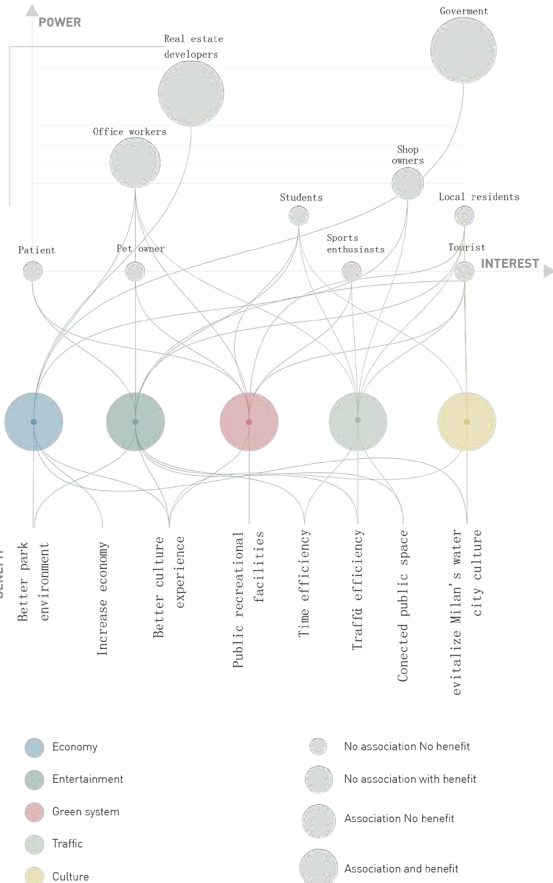 POWER
Goverment
Real estate
developers
Office workers
Shop
owners
Students
Local residents
Patient
Pet owner
Sports
enthusiasts
Tourist
INTEREST
Better park
environment
Increase economy
Better culture
experience
Public recreational
facilities
Time efficiency
efficiency
Conected public space
evitalize Milan's water
city culture
Economy
Entertainment
Green system
Traffic
Culture
No association No benefit
No association with benefit
Association No benefit
Association and benefit